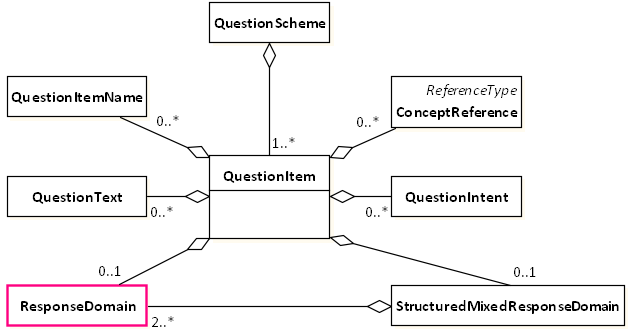 QuestionScheme
QuestionItemName
ReferenceType
ConceptReference
0..*
0..*
1..*
QuestionItem
QuestionText
QuestionIntent
0..*
0..*
0..1
0..1
ResponseDomain
StructuredMixedResponseDomain
2..*